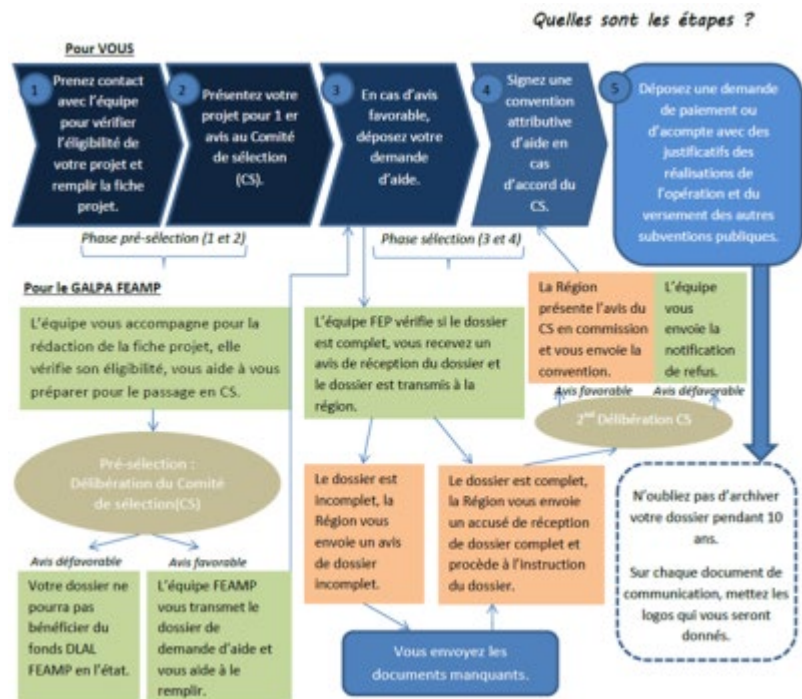 Quelles sont les étapes ?
Pour VOUS
1
Prenez contact
avec l'équipe
pour vérifier
l'éligibilité de
votre projet et
remplir la fiche
projet.
2
Présentez votre
projet pour 1 er
avis au Comité
de sélection
(CS).
3
En cas d'avis
favorable,
déposez votre
demande
d'aide.
4
Signez une
convention
attributive
d'aide en
cas
d'accord du
CS.
5
Déposez une demande
de paiement ou
d'acompte avec des
justificatifs des
réalisations de
l'opération et du
versement des autres
subventions publiques.
Phase pré-sélection (1 et 2)
Phase sélection (3 et 4)
Pour le GALPA FEAMP
L'équipe vous accompagne pour la
rédaction de la fiche projet, elle
vérifie son éligibilité, vous aide à vous
préparer pour le passage en CS.
Pré-sélection :
Délibération du Comité
de sélection(CS)
Avis défavorable
Avis favorable
Votre dossier ne
pourra pas
bénéficier du
fonds DLAL
FEAMP en l'état.
L'équipe FEAMP
vous transmet le
dossier de
demande d'aide et
vous aide à le
remplir.
L'équipe FEP vérifie si le dossier
est complet, vous recevez un
avis de réception du dossier et
le dossier est transmis à la
région.
Le dossier est
incomplet, la
Région vous
envoie un avis
de dossier
incomplet.
Le dossier est complet,
la Région vous envoie
un accusé de réception
de dossier complet et
procède à l'instruction
du dossier.
Vous envoyez les
documents manquants.
La Région
présente l'avis du
CS en commission
et vous envoie la
convention.
L'équipe
vous
envoie la
notification
de refus.
Avis favorable
Avis défavorable
2nd Délibération CS
N'oubliez pas d'archiver
votre dossier pendant 10
ans.
Sur chaque document de
communication, mettez les
logos qui vous seront
donnés.